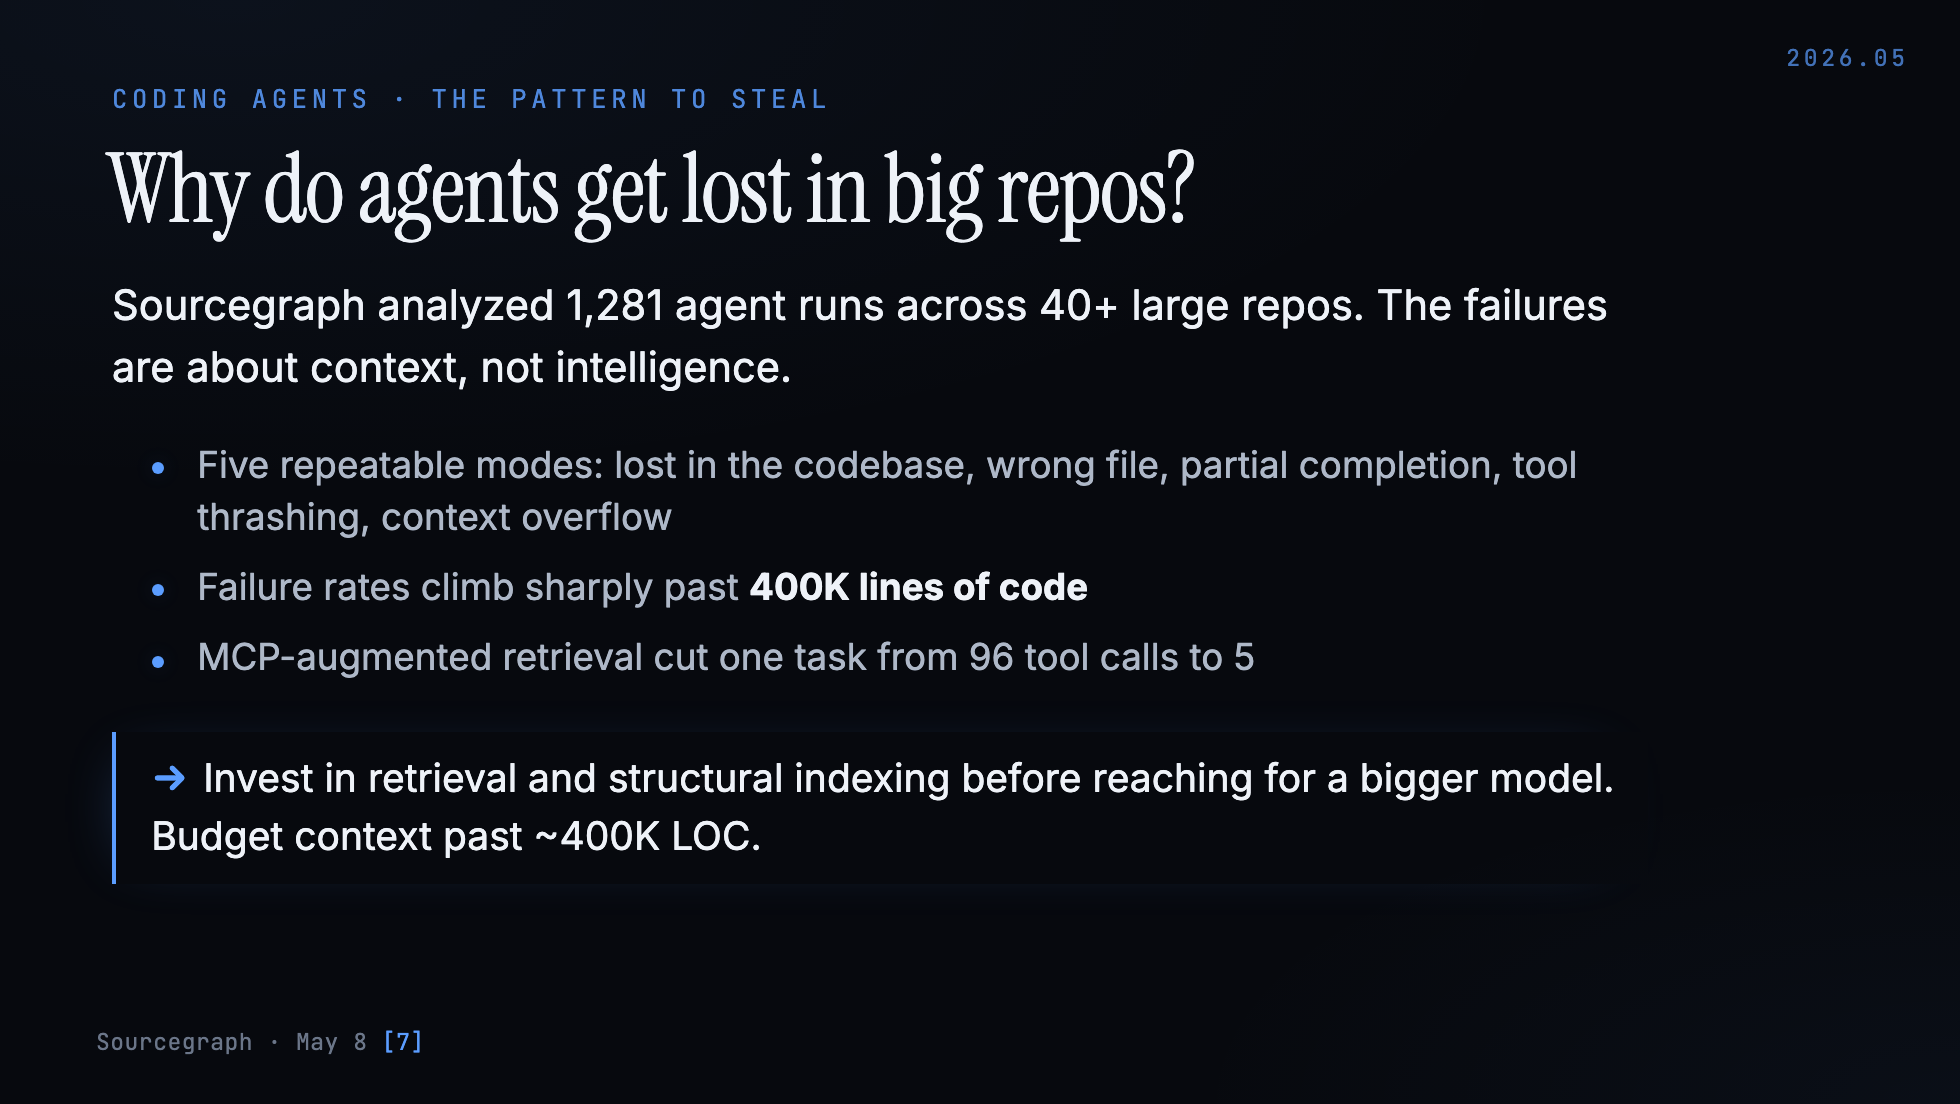 2026.05
CODING AGENTS · THE PATTERN TO STEAL
Why do agents get lost in big repos?
Sourcegraph analyzed 1,281 agent runs across 40+ large repos. The failures
are about context, not intelligence.
• Five repeatable modes: lost in the codebase, wrong file, partial completion, tool
thrashing, context overflow
• Failure rates climb sharply past 400K lines of code
• MCP-augmented retrieval cut one task from 96 tool calls to 5
→ Invest in retrieval and structural indexing before reaching for a bigger model.
Budget context past ~400K LOC.
Sourcegraph · May 8 [7]